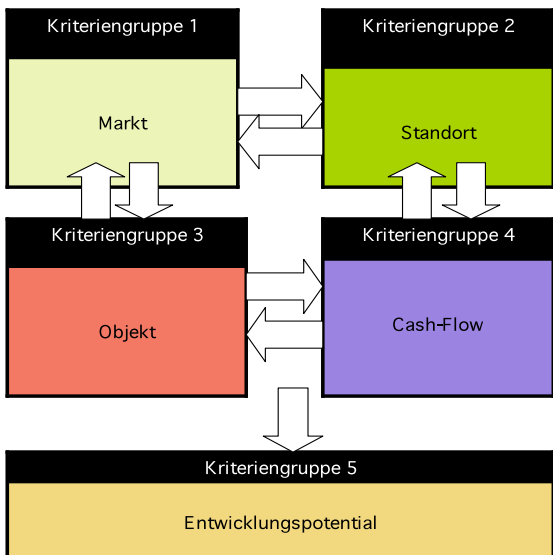 Kriteriengruppe 1
Kriteriengruppe 2
Markt
Standort
Kriteriengruppe 3
Kriteriengruppe 4
Objekt
Cash-Flow
Kriteriengruppe 5
Entwicklungspotential